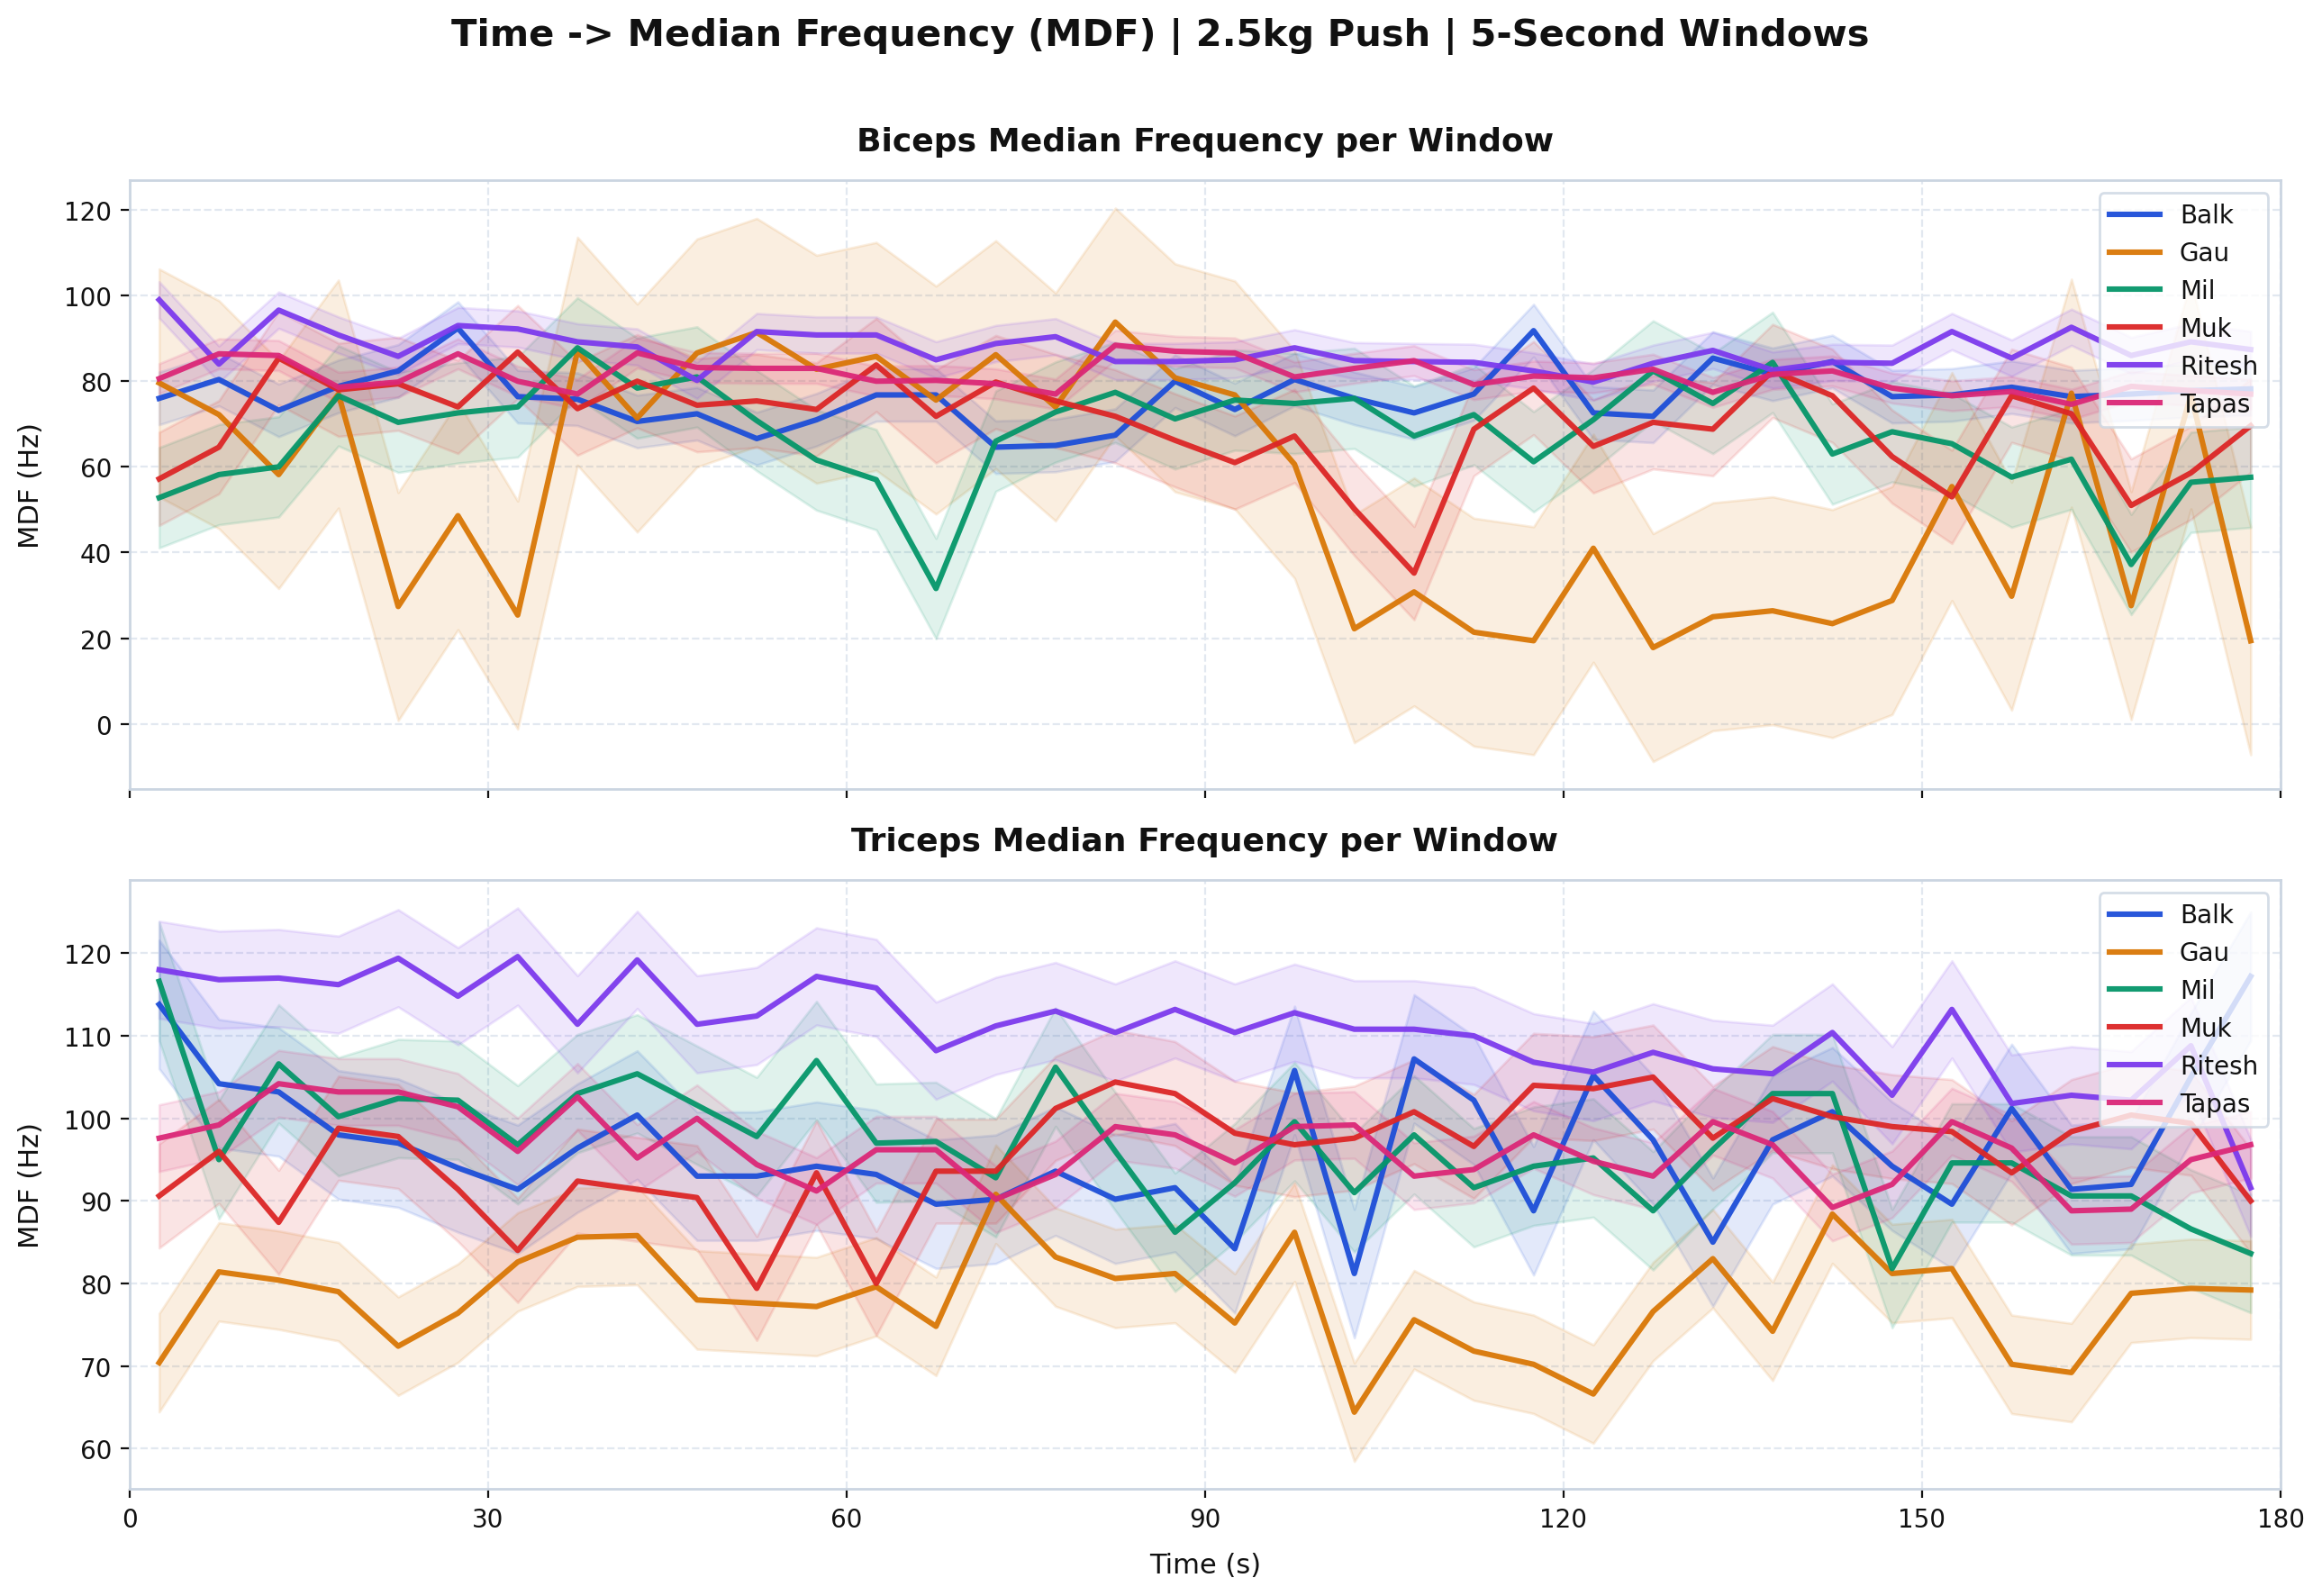 Time -> Median Frequency (MDF) | 2.5kg Push | 5-Second Windows
Biceps Median Frequency per Window
MDF (Hz)
120
100
80
60
40
20
0
Balk
Gau
Mil
Muk
Ritesh
Tapas
Triceps Median Frequency per Window
MDF (Hz)
120
110
100
90
80
70
60
Balk
Gau
Mil
Muk
Ritesh
Tapas
0 30 60 90 120 150 180
Time (s)